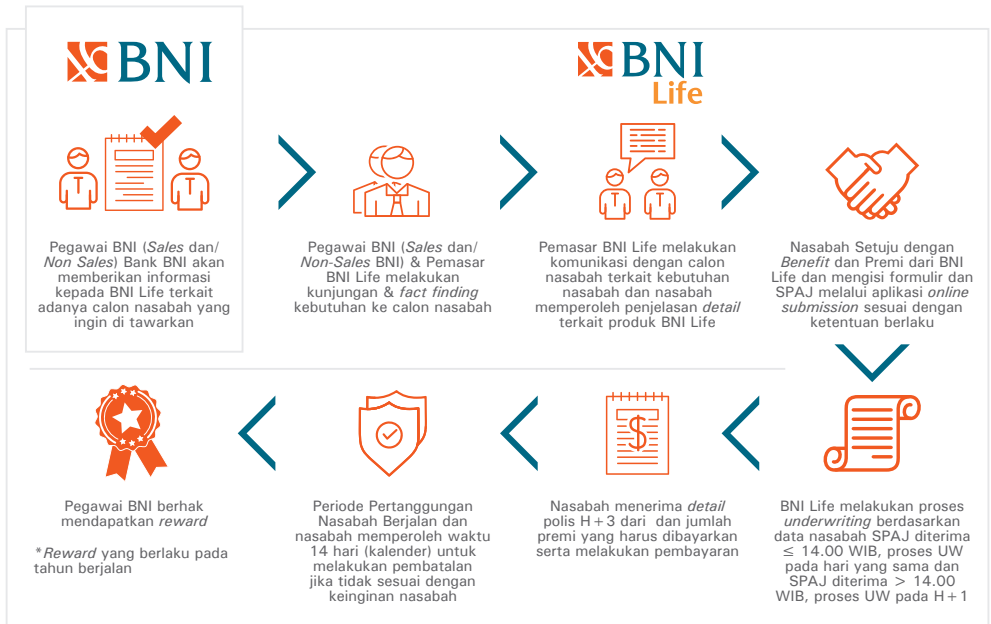 BNI
BNI
Life
Pegawai BNI (Sales dan/
Non Sales) Bank BNI akan
memberikan informasi
kepada BNI Life terkait
adanya calon nasabah yang
ingin di tawarkan
Pegawai BNI (Sales dan/
Non-Sales BNI) & Pemasar
BNI Life melakukan
kunjungan & fact finding
kebutuhan ke calon nasabah
Pemasar BNI Life melakukan
komunikasi dengan calon
nasabah terkait kebutuhan
nasabah dan nasabah
memperoleh penjelasan detail
terkait produk BNI Life
Nasabah Setuju dengan
Benefit dan Premi dari BNI
Life dan mengisi formulir dan
SPAJ melalui aplikasi online
submission sesuai dengan
ketentuan berlaku
BNI Life melakukan proses
underwriting berdasarkan
data nasabah SPAJ diterima
≤ 14.00 WIB, proses UW
pada hari yang sama dan
SPAJ diterima > 14.00
WIB, proses UW pada H+1
$
Nasabah menerima detail
polis H+3 dari dan jumlah
premi yang harus dibayarkan
serta melakukan pembayaran
Periode Pertanggungan
Nasabah Berjalan dan
nasabah memperoleh waktu
14 hari (kalender) untuk
melakukan pembatalan
jika tidak sesuai dengan
keinginan nasabah
Pegawai BNI berhak
mendapatkan reward
*Reward yang berlaku pada
tahun berjalan